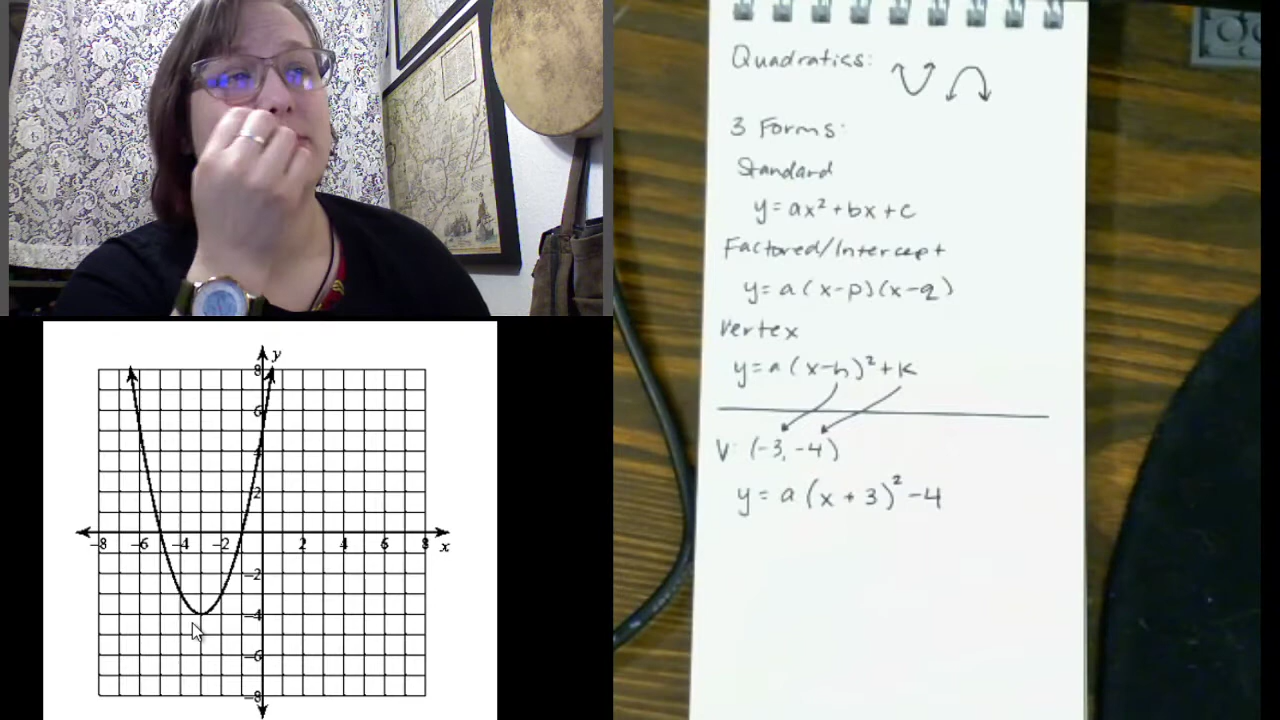 Quadratics:
3 Forms:
Standard
y = ax² + bx + c
Factored/Intercept
y = a(x-p)(x-q)
Vertex
y = a(x-h)² + k
V: (-3, -4)
y = a(x + 3)² - 4
y
8
6
4
2
-8 -6 -4 -2 2 4 6 8 x
-2
-4
-6
-8